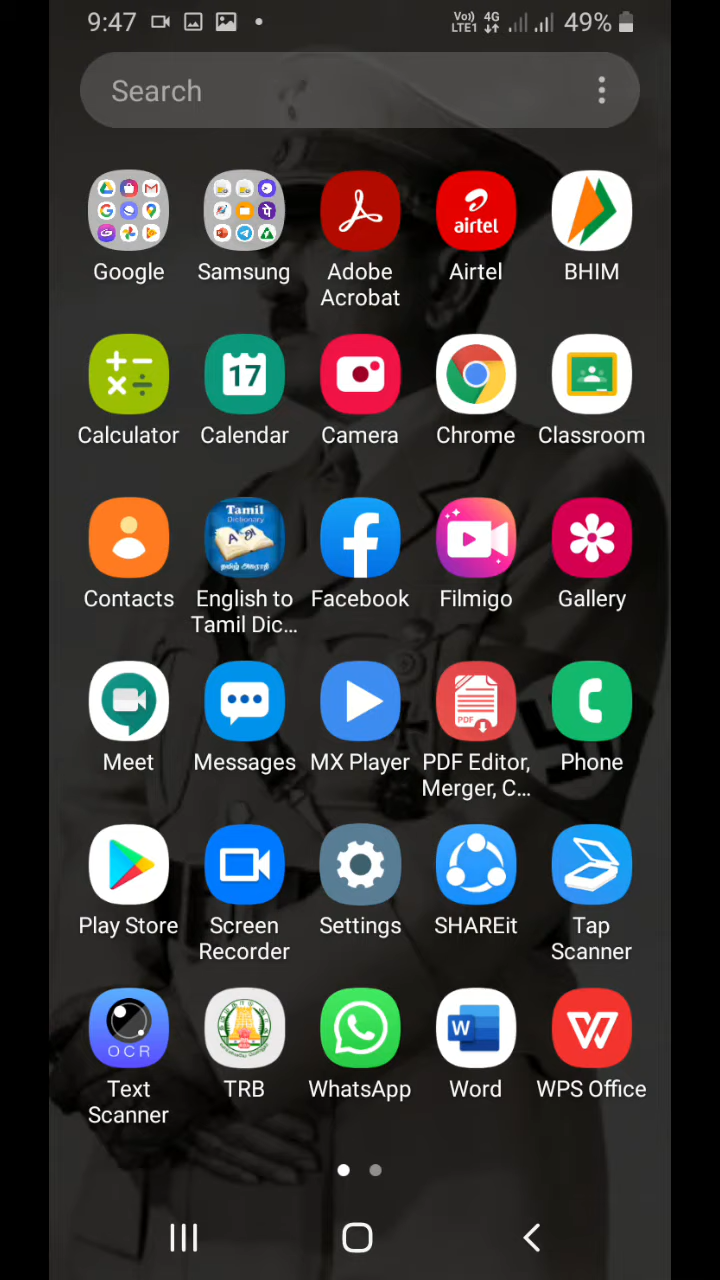 9:47
Vo)) 4G
LTE1
49%
Search
airtel
Google
Samsung
Adobe
Acrobat
Airtel
BHIM
17
Calculator
Calendar
Camera
Chrome
Classroom
Tamil
Dictionary
தமிழ் அகராதி
Contacts
English to
Tamil Dic...
Facebook
Filmigo
Gallery
PDF
Meet
Messages
MX Player
PDF Editor,
Merger, C...
Phone
Play Store
Screen
Recorder
Settings
SHAREit
Tap
Scanner
OCR
W
Text
Scanner
TRB
WhatsApp
Word
WPS Office